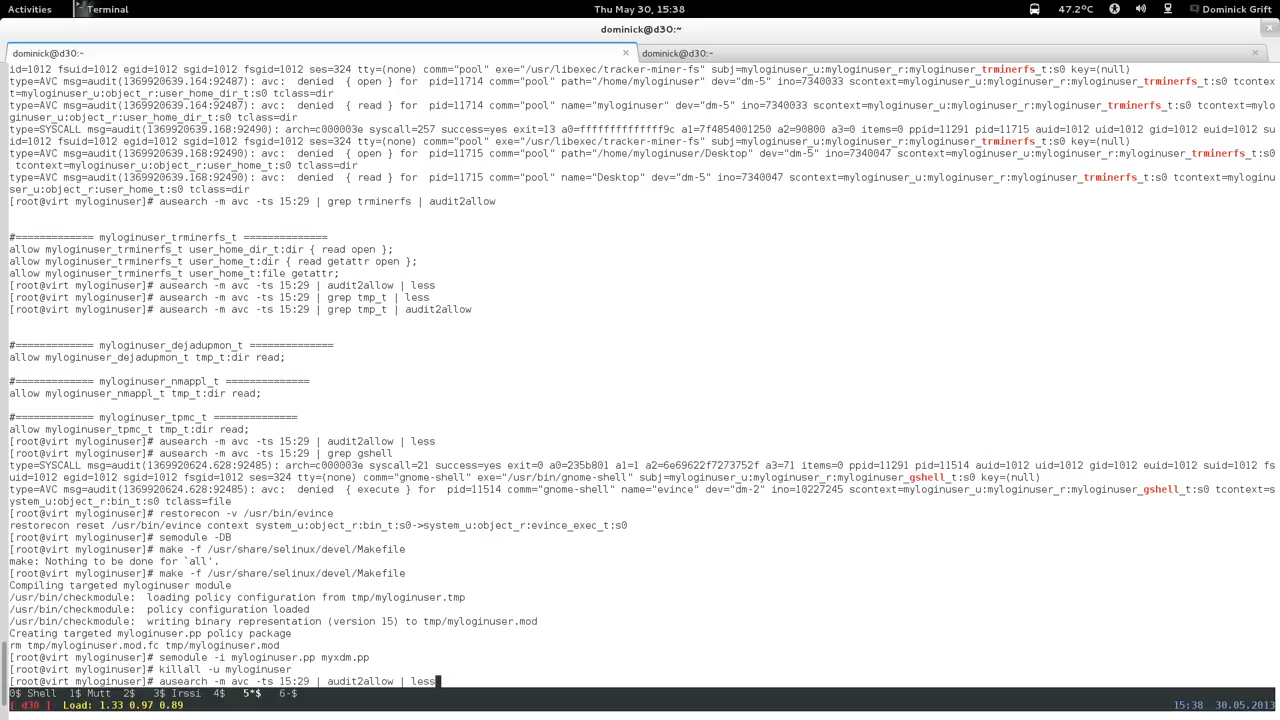 Activities Terminal Thu May 30, 15:38 47.2°C Dominick Grift
dominick@d30:~
dominick@d30:~ × dominick@d30:~ ×
id=1012 fsuid=1012 egid=1012 sgid=1012 fsgid=1012 ses=324 tty=(none) comm="pool" exe="/usr/libexec/tracker-miner-fs" subj=myloginuser_u:myloginuser_r:myloginuser_trminerfs_t:s0 key=(null)
type=AVC msg=audit(1369920639.164:92487): avc:  denied  { open } for  pid=11714 comm="pool" path="/home/myloginuser" dev="dm-5" ino=7340033 scontext=myloginuser_u:myloginuser_r:myloginuser_trminerfs_t:s0 tcontex
t=myloginuser_u:object_r:user_home_dir_t:s0 tclass=dir
type=AVC msg=audit(1369920639.164:92487): avc:  denied  { read } for  pid=11714 comm="pool" name="myloginuser" dev="dm-5" ino=7340033 scontext=myloginuser_u:myloginuser_r:myloginuser_trminerfs_t:s0 tcontext=mylo
ginuser_u:object_r:user_home_dir_t:s0 tclass=dir
type=SYSCALL msg=audit(1369920639.168:92490): arch=c000003e syscall=257 success=yes exit=13 a0=ffffffffffffff9c a1=7f4854001250 a2=90800 a3=0 items=0 ppid=11291 pid=11715 auid=1012 uid=1012 gid=1012 euid=1012 su
id=1012 fsuid=1012 egid=1012 sgid=1012 fsgid=1012 ses=324 tty=(none) comm="pool" exe="/usr/libexec/tracker-miner-fs" subj=myloginuser_u:myloginuser_r:myloginuser_trminerfs_t:s0 key=(null)
type=AVC msg=audit(1369920639.168:92490): avc:  denied  { open } for  pid=11715 comm="pool" path="/home/myloginuser/Desktop" dev="dm-5" ino=7340047 scontext=myloginuser_u:myloginuser_r:myloginuser_trminerfs_t:s0
 tcontext=myloginuser_u:object_r:user_home_t:s0 tclass=dir
type=AVC msg=audit(1369920639.168:92490): avc:  denied  { read } for  pid=11715 comm="pool" name="Desktop" dev="dm-5" ino=7340047 scontext=myloginuser_u:myloginuser_r:myloginuser_trminerfs_t:s0 tcontext=myloginu
ser_u:object_r:user_home_t:s0 tclass=dir
[root@virt myloginuser]# ausearch -m avc -ts 15:29 | grep trminerfs | audit2allow
#============= myloginuser_trminerfs_t ==============
allow myloginuser_trminerfs_t user_home_dir_t:dir { read open };
allow myloginuser_trminerfs_t user_home_t:dir { read getattr open };
allow myloginuser_trminerfs_t user_home_t:file getattr;
[root@virt myloginuser]# ausearch -m avc -ts 15:29 | audit2allow | less
[root@virt myloginuser]# ausearch -m avc -ts 15:29 | grep tmp_t | less
[root@virt myloginuser]# ausearch -m avc -ts 15:29 | grep tmp_t | audit2allow
#============= myloginuser_dejadupmon_t ==============
allow myloginuser_dejadupmon_t tmp_t:dir read;
#============= myloginuser_nmappl_t ==============
allow myloginuser_nmappl_t tmp_t:dir read;
#============= myloginuser_tpmc_t ==============
allow myloginuser_tpmc_t tmp_t:dir read;
[root@virt myloginuser]# ausearch -m avc -ts 15:29 | audit2allow | less
[root@virt myloginuser]# ausearch -m avc -ts 15:29 | grep gshell
type=SYSCALL msg=audit(1369920624.628:92485): arch=c000003e syscall=21 success=yes exit=0 a0=235b801 a1=1 a2=6e69622f7273752f a3=71 items=0 ppid=11291 pid=11514 auid=1012 uid=1012 gid=1012 euid=1012 suid=1012 fs
uid=1012 egid=1012 sgid=1012 fsgid=1012 ses=324 tty=(none) comm="gnome-shell" exe="/usr/bin/gnome-shell" subj=myloginuser_u:myloginuser_r:myloginuser_gshell_t:s0 key=(null)
type=AVC msg=audit(1369920624.628:92485): avc:  denied  { execute } for  pid=11514 comm="gnome-shell" name="evince" dev="dm-2" ino=10227245 scontext=myloginuser_u:myloginuser_r:myloginuser_gshell_t:s0 tcontext=s
ystem_u:object_r:bin_t:s0 tclass=file
[root@virt myloginuser]# restorecon -v /usr/bin/evince
restorecon reset /usr/bin/evince context system_u:object_r:bin_t:s0->system_u:object_r:evince_exec_t:s0
[root@virt myloginuser]# semodule -DB
[root@virt myloginuser]# make -f /usr/share/selinux/devel/Makefile
make: Nothing to be done for `all'.
[root@virt myloginuser]# make -f /usr/share/selinux/devel/Makefile
Compiling targeted myloginuser module
/usr/bin/checkmodule:  loading policy configuration from tmp/myloginuser.tmp
/usr/bin/checkmodule:  policy configuration loaded
/usr/bin/checkmodule:  writing binary representation (version 15) to tmp/myloginuser.mod
Creating targeted myloginuser.pp policy package
rm tmp/myloginuser.mod.fc tmp/myloginuser.mod
[root@virt myloginuser]# semodule -i myloginuser.pp myxdm.pp
[root@virt myloginuser]# killall -u myloginuser
[root@virt myloginuser]# ausearch -m avc -ts 15:29 | audit2allow | less
0$ Shell  1$ Mutt  2$  3$ Irssi  4$  5*$  6-$
[ d30 ]  Load: 1.33 0.97 0.89 15:38 30.05.2013